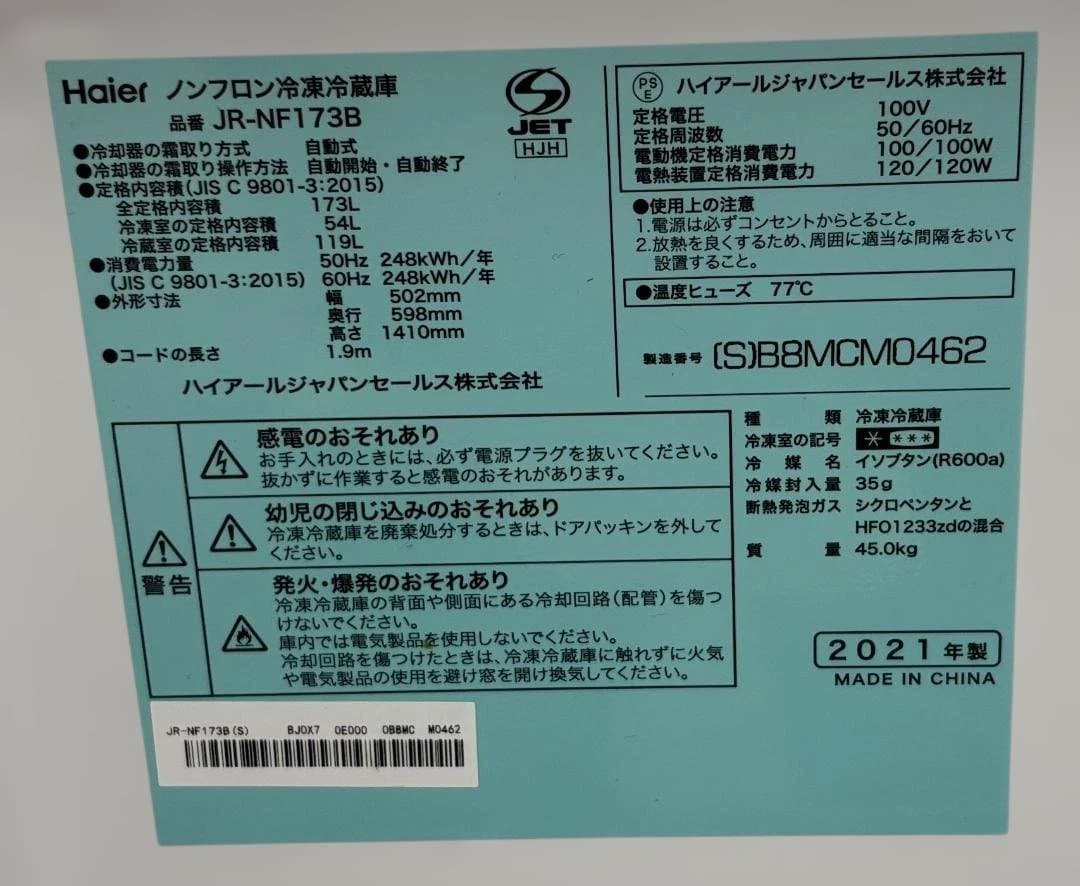 Haier ノンフロン冷凍冷蔵庫
品番 JR-NF173B
●冷却器の霜取り方式 自動式
●冷却器の霜取り操作方法 自動開始・自動終了
●定格内容積(JIS C 9801-3:2015)
全定格内容積 173L
冷凍室の定格内容積 54L
冷蔵室の定格内容積 119L
●消費電力量 50Hz 248kWh/年
(JIS C 9801-3:2015) 60Hz 248kWh/年
●外形寸法 幅 502mm
奥行 598mm
高さ 1410mm
●コードの長さ 1.9m
ハイアールジャパンセールス株式会社
JET
HJH
PS
E
ハイアールジャパンセールス株式会社
定格電圧 100V
定格周波数 50/60Hz
電動機定格消費電力 100/100W
電熱装置定格消費電力 120/120W
●使用上の注意
1.電源は必ずコンセントからとること。
2.放熱を良くするため、周囲に適当な間隔をおいて
設置すること。
●温度ヒューズ 77℃
製造番号 (S)B8MCM0462
警告
感電のおそれあり
お手入れのときには、必ず電源プラグを抜いてください。
抜かずに作業すると感電のおそれがあります。
幼児の閉じ込みのおそれあり
冷凍冷蔵庫を廃棄処分するときは、ドアパッキンを外して
ください。
発火・爆発のおそれあり
冷凍冷蔵庫の背面や側面にある冷却回路(配管)を傷つ
けないでください。
庫内では電気製品を使用しないでください。
冷却回路を傷つけたときは、冷凍冷蔵庫に触れずに火気
や電気製品の使用を避け窓を開け換気してください。
種類 冷凍冷蔵庫
冷凍室の記号 * ***
冷媒名 イソブタン(R600a)
冷媒封入量 35g
断熱発泡ガス シクロペンタンと
HFO1233zdの混合
質量 45.0kg
2021年製
MADE IN CHINA
JR-NF173B(S) BJ0X7 0E000 0B8MC M0462